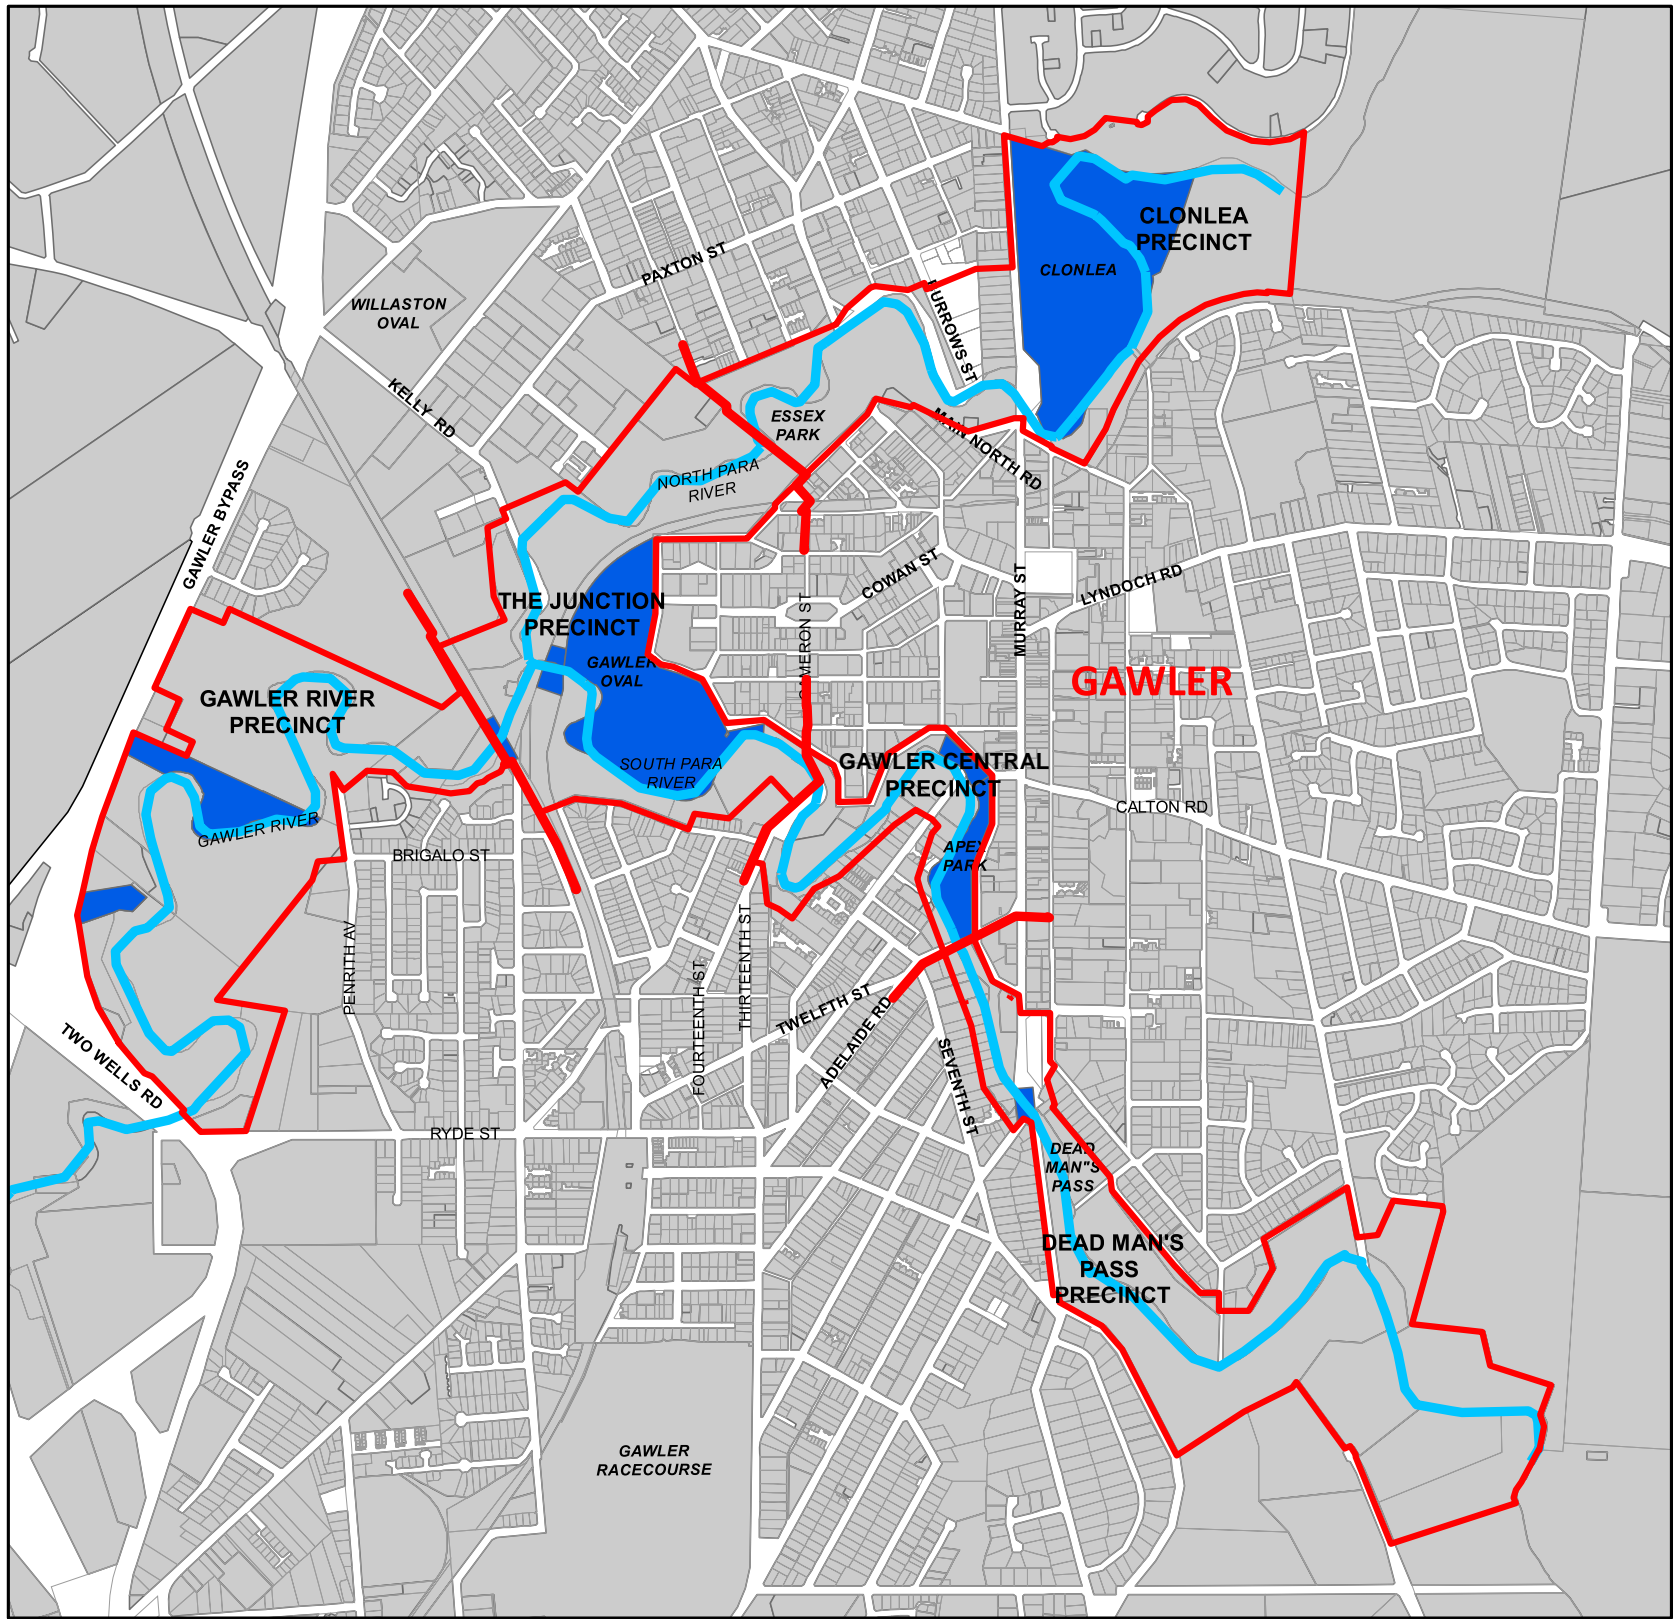 CLONLEA
PRECINCT
CLONLEA
PAXTON ST
WILLASTON
OVAL
KELLY RD
ESSEX
PARK
MAIN NORTH RD
NORTH PARA
RIVER
GAWLER BYPASS
COWAN ST
MURRAY ST
LYNDOCH RD
THE JUNCTION
PRECINCT
GAWLER
OVAL
GAWLER
GAWLER RIVER
PRECINCT
SOUTH PARA
RIVER
GAWLER CENTRAL
PRECINCT
CALTON RD
GAWLER RIVER
BRIGALO ST
APEX
PARK
PENRITH AV
FOURTEENTH ST
THIRTEENTH ST
TWELFTH ST
ADELAIDE RD
SEVENTH ST
TWO WELLS RD
RYDE ST
DEAD
MAN"S
PASS
DEAD MAN'S
PASS
PRECINCT
GAWLER
RACECOURSE